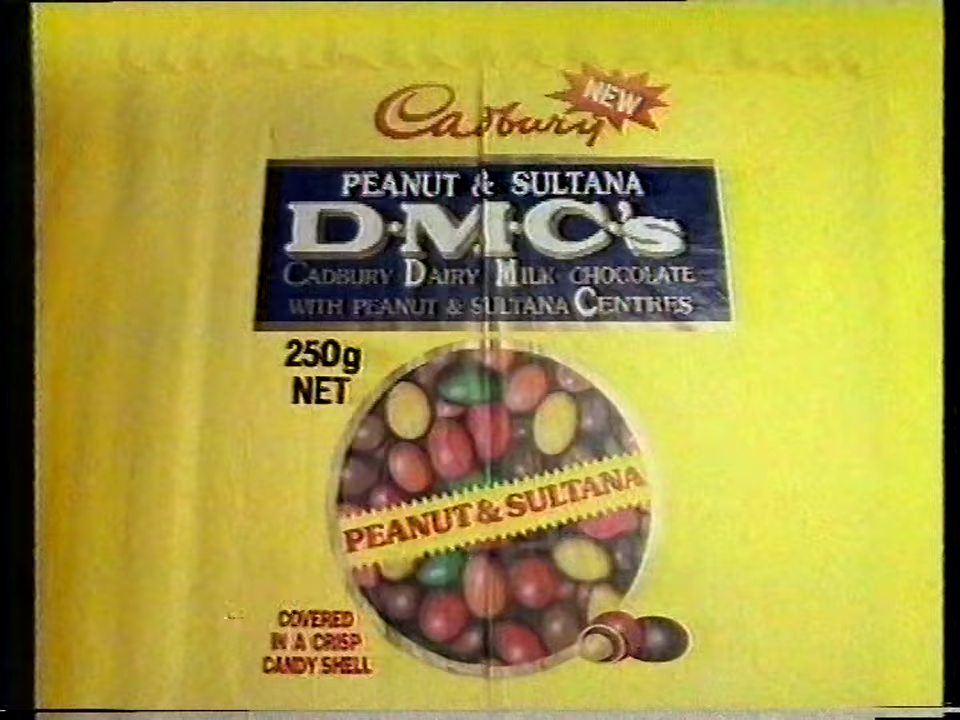 Cadbury
NEW
PEANUT & SULTANA
D·M·C's
CADBURY DAIRY MILK CHOCOLATE
WITH PEANUT & SULTANA CENTRES
250g
NET
PEANUT & SULTANA
COVERED
IN A CRISP
CANDY SHELL